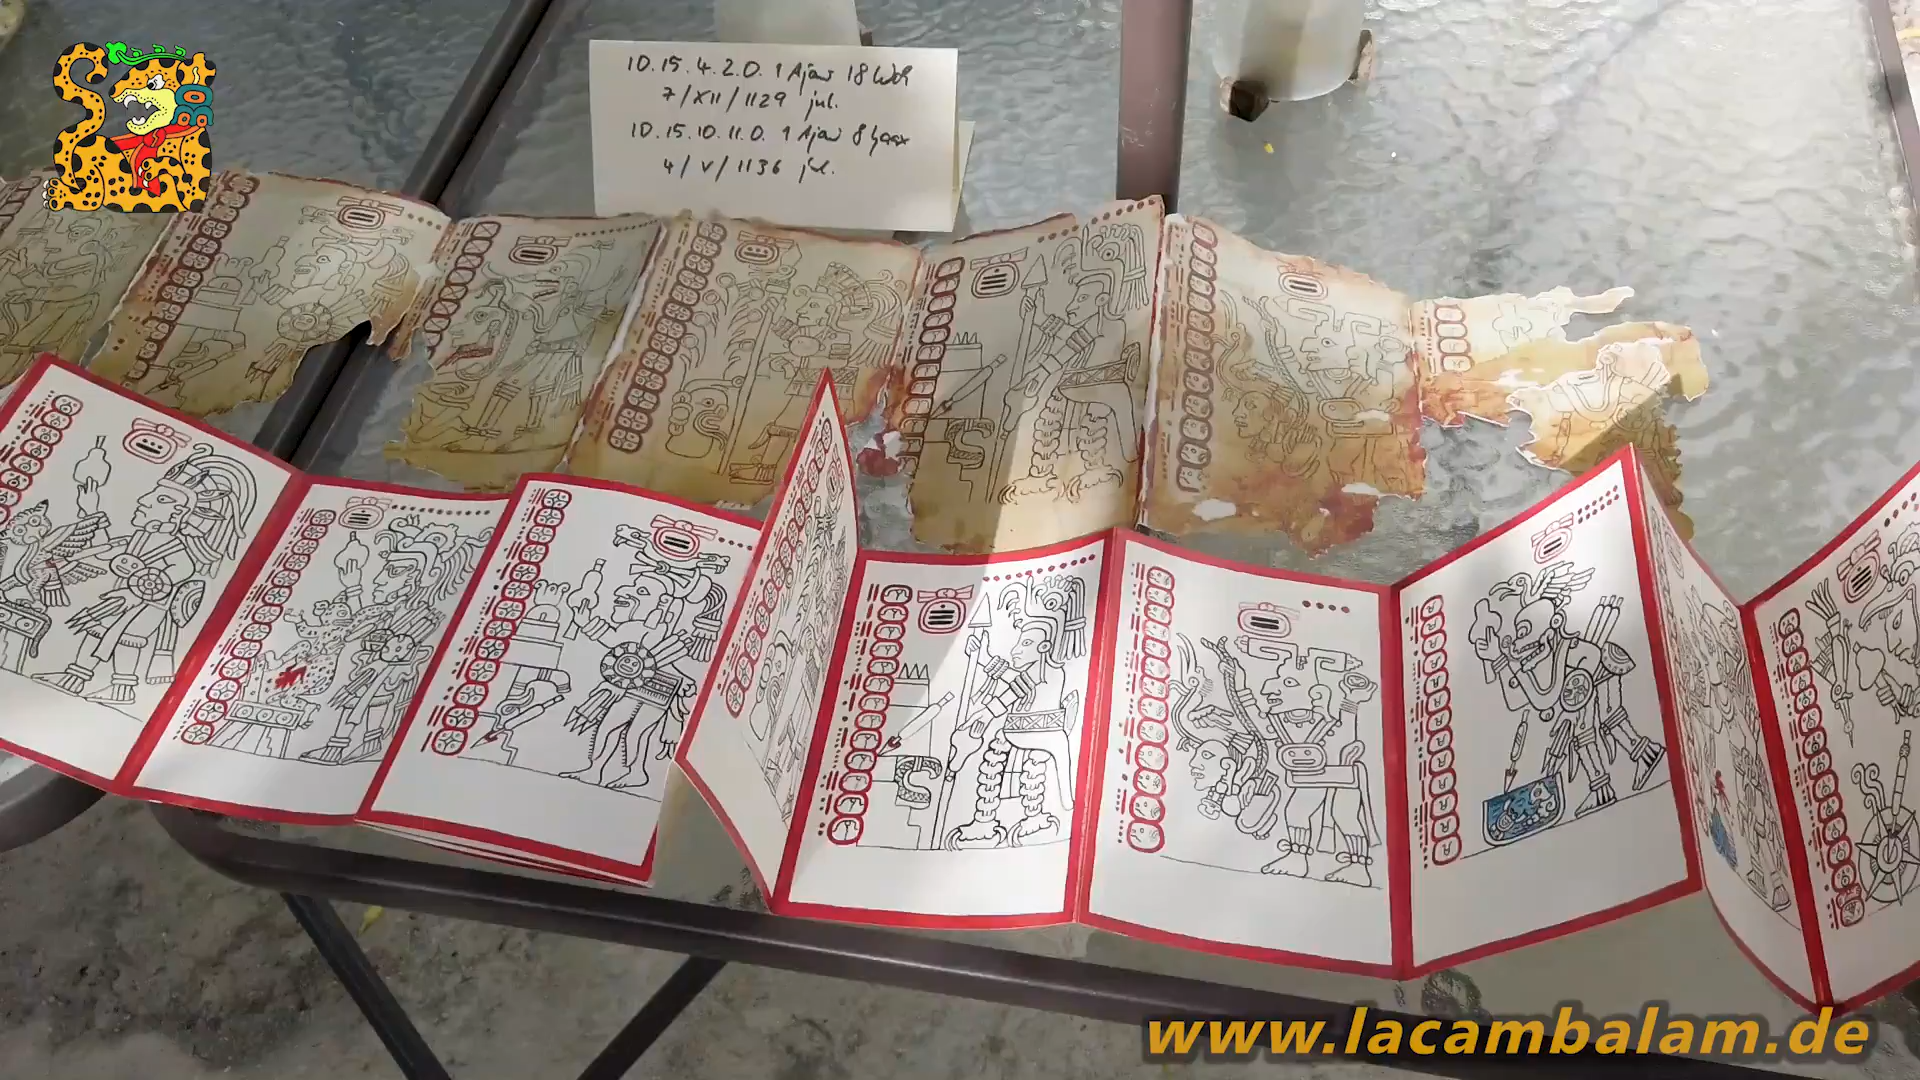 10.15.4.2.0. 1 Ajaw 18 Woh
7/XII/1129 jul.
10.15.10.11.0. 1 Ajaw 8 Yaax
4/V/1136 jul.
www.lacambalam.de